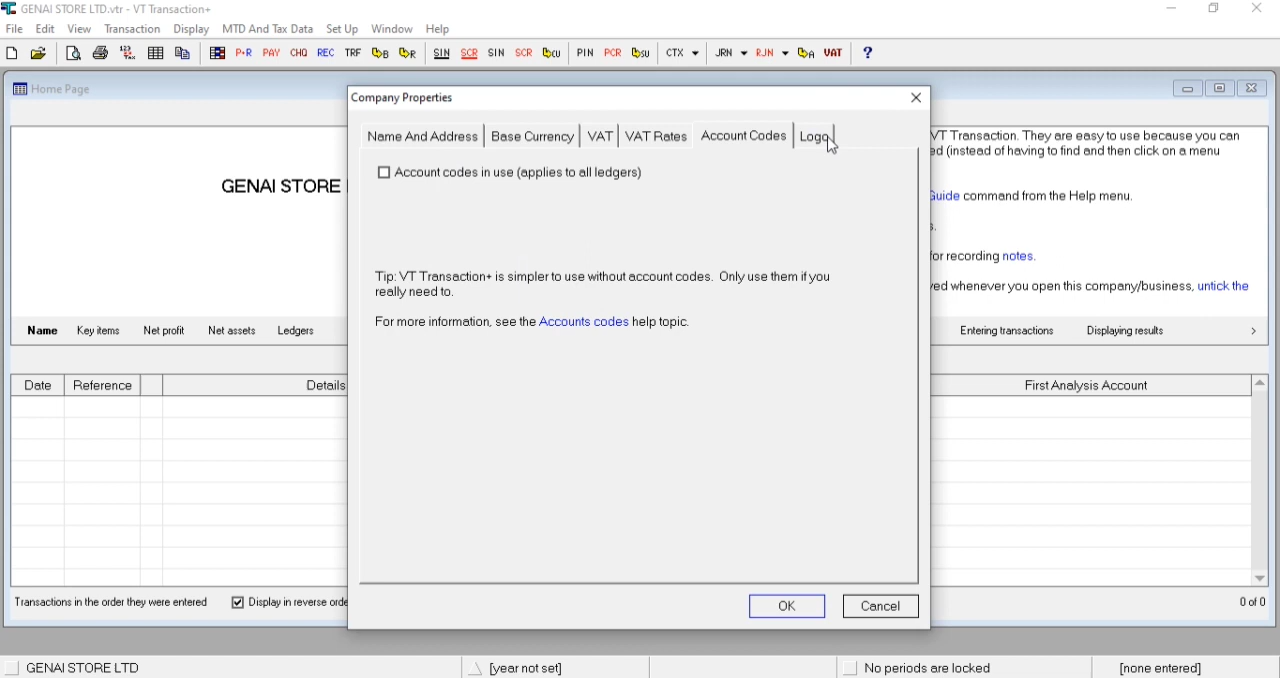 GENAI STORE LTD.vtr - VT Transaction+
File Edit View Transaction Display MTD And Tax Data Set Up Window Help
P+R PAY CHQ REC TRF B R SIN SCR SIN SCR CU PIN PCR SU CTX JRN RJN A VAT ?
Home Page
Company Properties
Name And Address Base Currency VAT VAT Rates Account Codes Logo
Account codes in use (applies to all ledgers)
Tip: VT Transaction+ is simpler to use without account codes. Only use them if you
really need to.
For more information, see the Accounts codes help topic.
OK Cancel
GENAI STORE
VT Transaction. They are easy to use because you can
ed (instead of having to find and then click on a menu
Guide command from the Help menu.
s.
for recording notes.
ved whenever you open this company/business, untick the
Name Key items Net profit Net assets Ledgers
Entering transactions Displaying results >
Date Reference Details First Analysis Account
Transactions in the order they were entered Display in reverse orde 0 of 0
GENAI STORE LTD [year not set] No periods are locked [none entered]